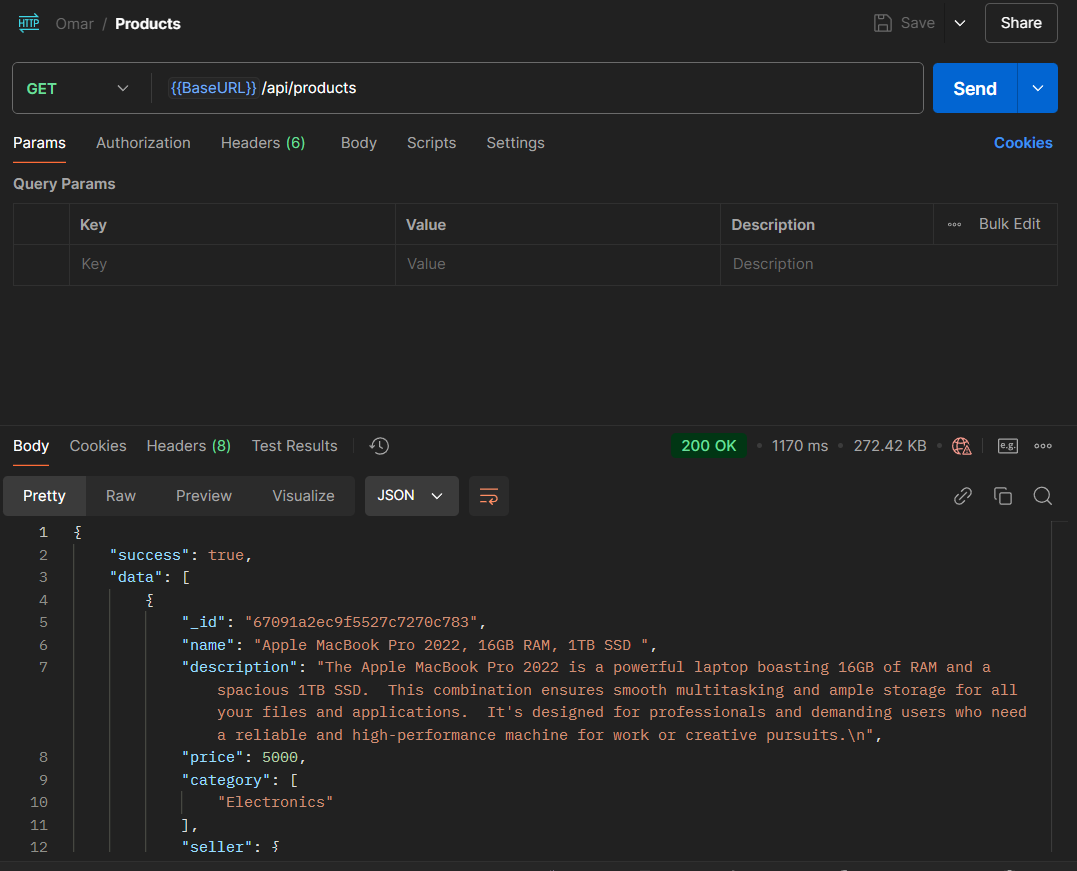 HTTP Omar / Products Save Share
GET {{BaseURL}}/api/products Send
Params Authorization Headers (6) Body Scripts Settings Cookies
Query Params
Key Value Description Bulk Edit
Key Value Description
Body Cookies Headers (8) Test Results 200 OK 1170 ms 272.42 KB e.g.
Pretty Raw Preview Visualize JSON
1 {
2 "success": true,
3 "data": [
4 {
5 "_id": "67091a2ec9f5527c7270c783",
6 "name": "Apple MacBook Pro 2022, 16GB RAM, 1TB SSD ",
7 "description": "The Apple MacBook Pro 2022 is a powerful laptop boasting 16GB of RAM and a
spacious 1TB SSD.  This combination ensures smooth multitasking and ample storage for all
your files and applications.  It's designed for professionals and demanding users who need
a reliable and high-performance machine for work or creative pursuits.\n",
8 "price": 5000,
9 "category": [
10 "Electronics"
11 ],
12 "seller": {